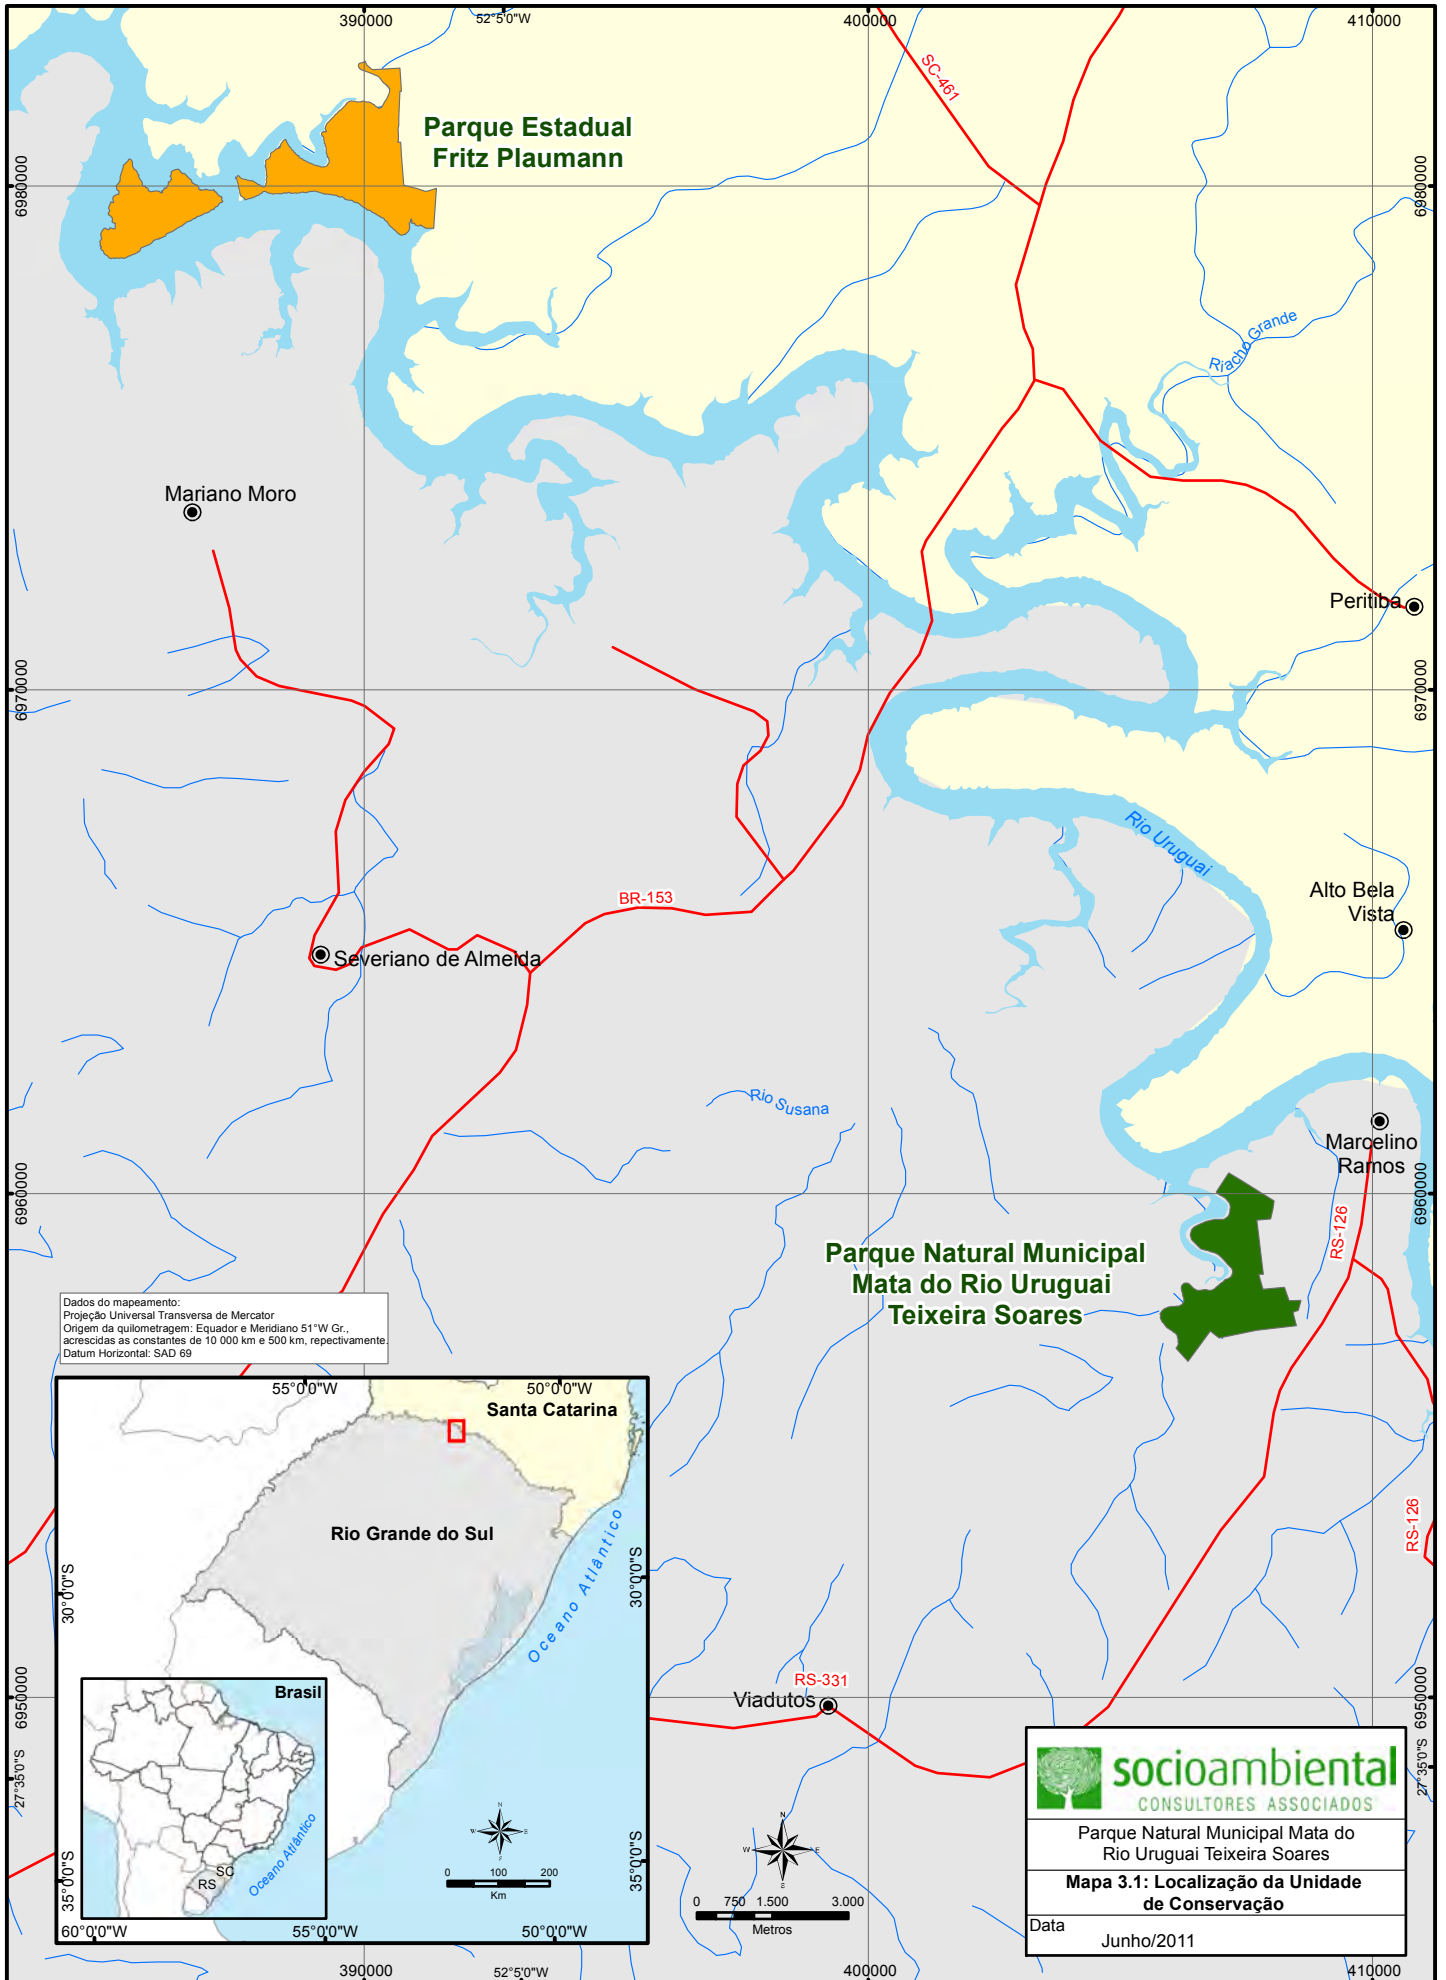 390000
52°5'0"W
400000
410000
SC-461
Parque Estadual
Fritz Plaumann
6980000
6980000
Riacho Grande
Mariano Moro
Peritiba
6970000
6970000
Rio Uruguai
Alto Bela
Vista
BR-153
Severiano de Almeida
Rio Susana
Marcelino
Ramos
6960000
6960000
RS-126
Parque Natural Municipal
Mata do Rio Uruguai
Teixeira Soares
Dados do mapeamento:
Projeção Universal Transversa de Mercator
Origem da quilometragem: Equador e Meridiano 51°W Gr.,
acrescidas as constantes de 10 000 km e 500 km, repectivamente.
Datum Horizontal: SAD 69
55°0'0"W
50°0'0"W
Santa Catarina
Rio Grande do Sul
Oceano Atlântico
30°0'0"S
30°0'0"S
RS-126
RS-331
Viadutos
6950000
6950000
27°35'0"S
27°35'0"S
Brasil
Oceano Atlântico
SC
RS
35°0'0"S
35°0'0"S
0 100 200
Km
60°0'0"W
55°0'0"W
50°0'0"W
N
W E
S
0 750 1.500 3.000
Metros
socioambiental
CONSULTORES ASSOCIADOS
Parque Natural Municipal Mata do
Rio Uruguai Teixeira Soares
Mapa 3.1: Localização da Unidade
de Conservação
Data
Junho/2011
390000
52°5'0"W
400000
410000